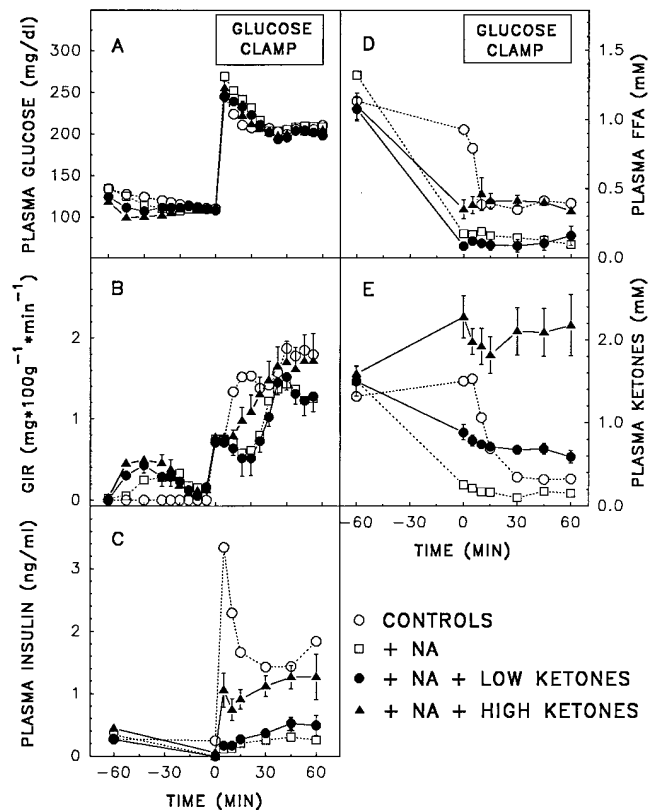 A
GLUCOSE
CLAMP
PLASMA GLUCOSE (mg/dl)
300
250
200
150
100
B
GIR (mg*100g⁻¹*min⁻¹)
2
1
0
C
PLASMA INSULIN (ng/ml)
3
2
1
0
-60
-30
0
30
60
TIME (MIN)
D
GLUCOSE
CLAMP
PLASMA FFA (mM)
1.5
1.0
0.5
0.0
E
PLASMA KETONES (mM)
2.0
1.0
0.0
-60
-30
0
30
60
TIME (MIN)
CONTROLS
+ NA
+ NA + LOW KETONES
+ NA + HIGH KETONES